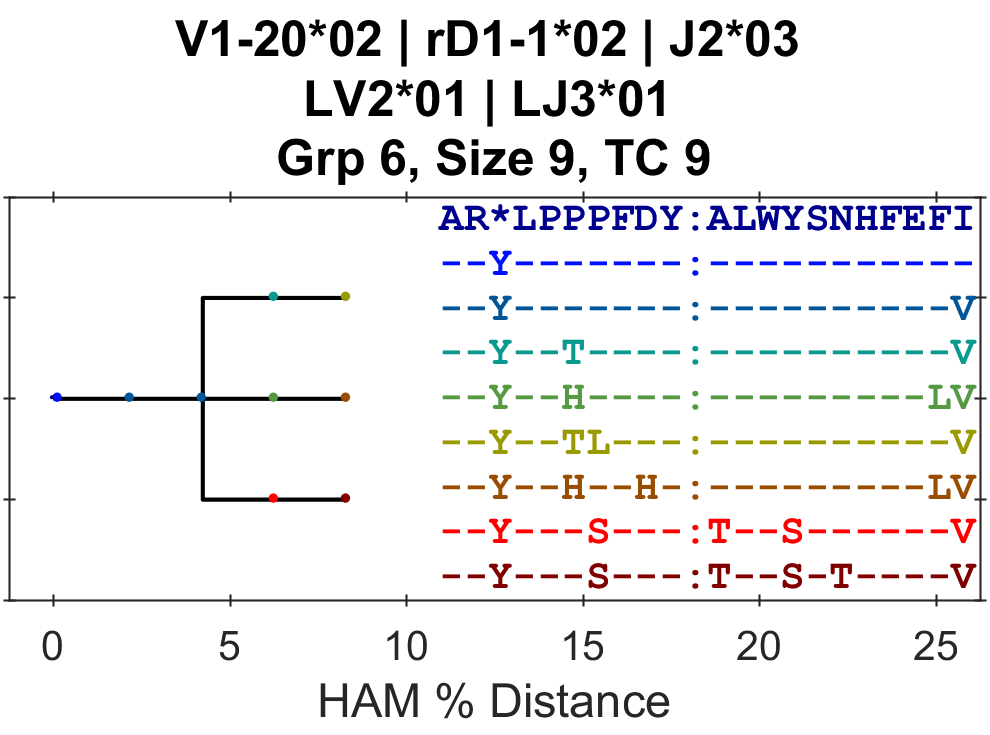 V1-20*02 | rD1-1*02 | J2*03
LV2*01 | LJ3*01
Grp 6, Size 9, TC 9
AR*LPPPFDY:ALWYSNHFEFI
--Y-------:-----------
--Y-------:----------V
--Y--T----:----------V
--Y--H----:---------LV
--Y--TL---:----------V
--Y--H--H-:---------LV
--Y---S---:T--S------V
--Y---S---:T--S-T----V
0 5 10 15 20 25
HAM % Distance